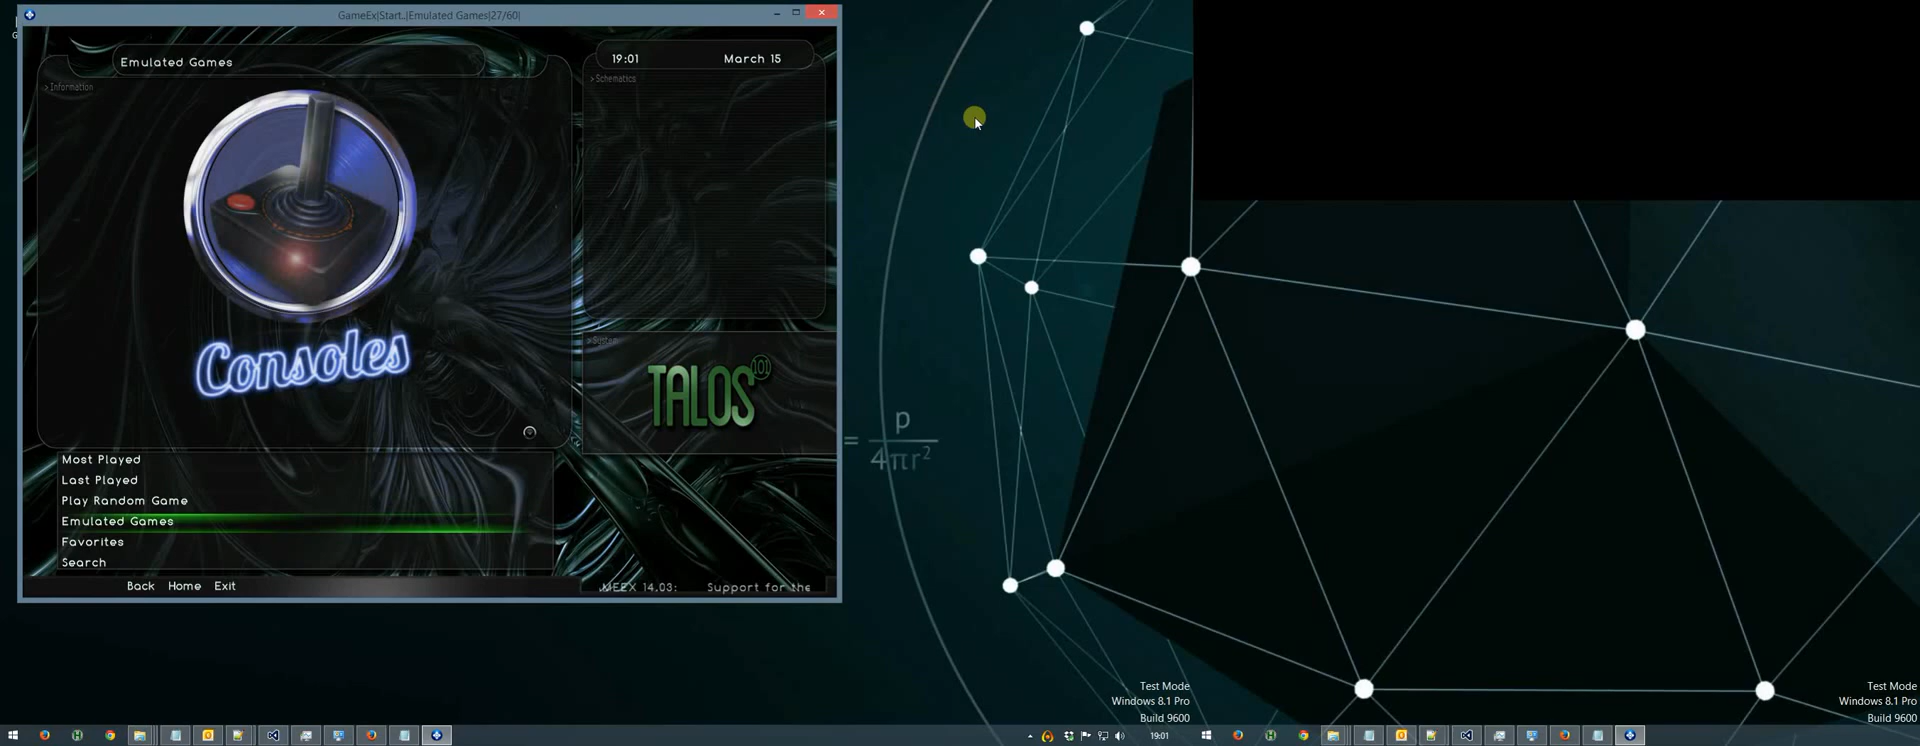 GameEx|Start..|Emulated Games|27/60|
Emulated Games
19:01 March 15
> Information
> Schematics
Consoles
> System
TALOS 101
= p
4πr²
Most Played
Last Played
Play Random Game
Emulated Games
Favorites
Search
Back Home Exit
MEEX 14.03: Support for the
Test Mode
Windows 8.1 Pro
Build 9600
Test Mode
Windows 8.1 Pro
Build 9600
19:01